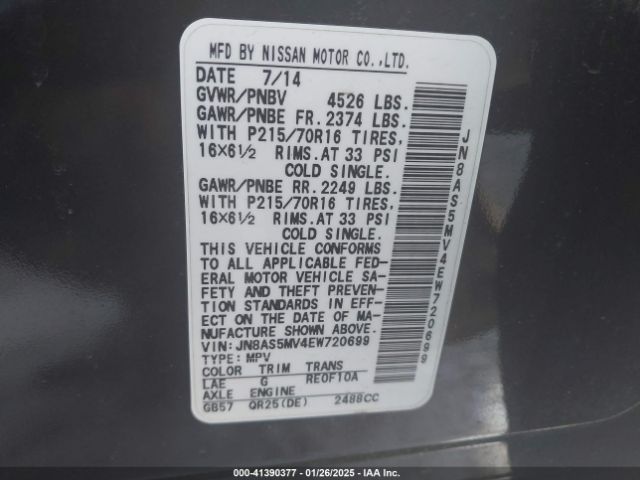 MFD BY NISSAN MOTOR CO.,LTD.
DATE 7/14
GVWR/PNBV 4526 LBS.
GAWR/PNBE FR. 2374 LBS.
WITH P215/70R16 TIRES,
16X6½ RIMS.AT 33 PSI
COLD SINGLE.
GAWR/PNBE RR. 2249 LBS.
WITH P215/70R16 TIRES,
16X6½ RIMS.AT 33 PSI
COLD SINGLE.
THIS VEHICLE CONFORMS
TO ALL APPLICABLE FED-
ERAL MOTOR VEHICLE SA-
FETY AND THEFT PREVEN-
TION STANDARDS IN EFF-
ECT ON THE DATE OF MA-
NUFACTURE SHOWN ABOVE.
VIN:JN8AS5MV4EW720699
TYPE:MPV
COLOR TRIM TRANS
LAE G RE0F10A
AXLE ENGINE
GB57 QR25(DE) 2488CC
JN8AS5MV4EW720699
000-41390377 | 01/26/2025 | IAAI.COM